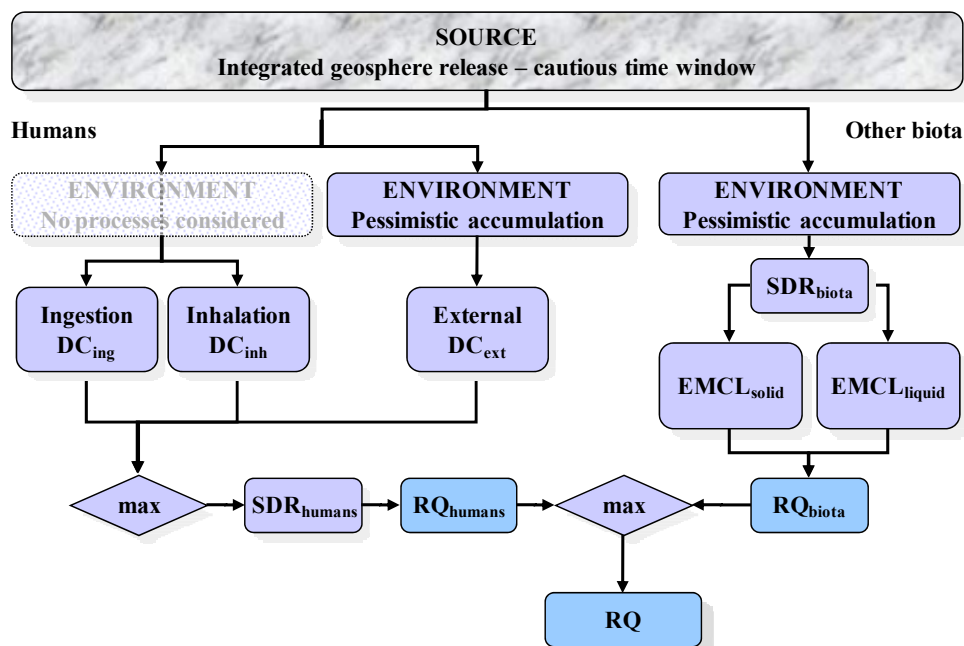 SOURCE
Integrated geosphere release – cautious time window
Humans
Other biota
ENVIRONMENT
No processes considered
ENVIRONMENT
Pessimistic accumulation
ENVIRONMENT
Pessimistic accumulation
SDRbiota
Ingestion
DCing
Inhalation
DCinh
External
DCext
EMCLsolid
EMCLliquid
max
SDRhumans
RQhumans
max
RQbiota
RQ